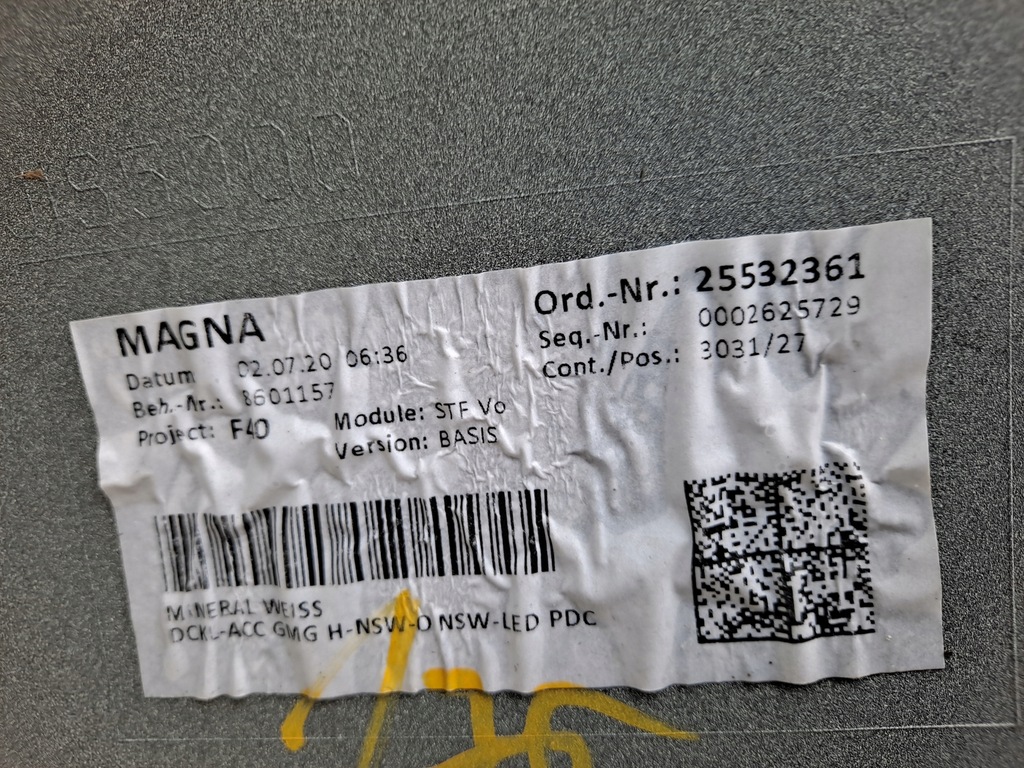 MAGNA
Datum 02.07.20 06:36
Beh.-Nr.: 8601157
Project: F40
Module: STF Vo
Version: BASIS
Ord.-Nr.: 25532361
Seq.-Nr.: 0002625729
Cont./Pos.: 3031/27
MINERAL WEISS
DCKL-ACC GMG H-NSW-O NSW-LED PDC